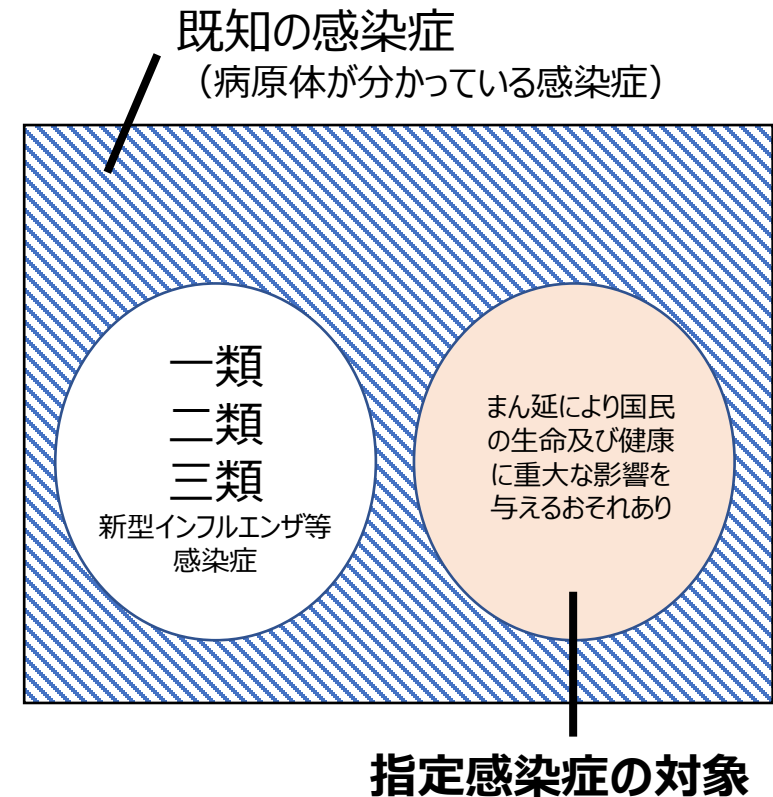 既知の感染症
（病原体が分かっている感染症）
一類
二類
三類
新型インフルエンザ等
感染症
まん延により国民
の生命及び健康
に重大な影響を
与えるおそれあり
指定感染症の対象